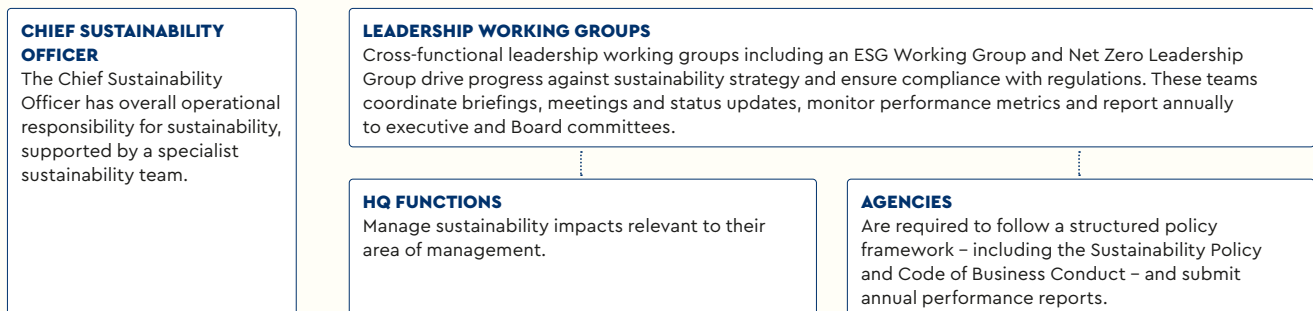 CHIEF SUSTAINABILITY
OFFICER
The Chief Sustainability
Officer has overall operational
responsibility for sustainability,
supported by a specialist
sustainability team.
LEADERSHIP WORKING GROUPS
Cross-functional leadership working groups including an ESG Working Group and Net Zero Leadership
Group drive progress against sustainability strategy and ensure compliance with regulations. These teams
coordinate briefings, meetings and status updates, monitor performance metrics and report annually
to executive and Board committees.
HQ FUNCTIONS
Manage sustainability impacts relevant to their
area of management.
AGENCIES
Are required to follow a structured policy
framework – including the Sustainability Policy
and Code of Business Conduct – and submit
annual performance reports.